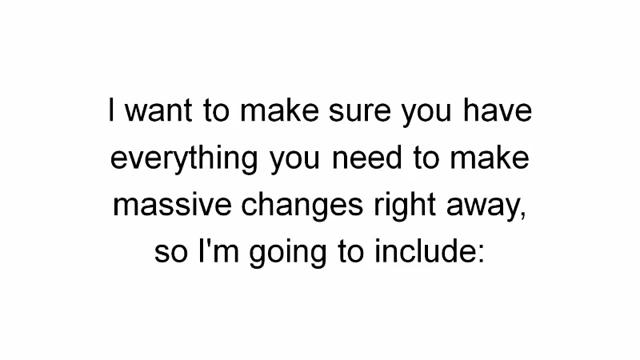 I want to make sure you have
everything you need to make
massive changes right away,
so I'm going to include: